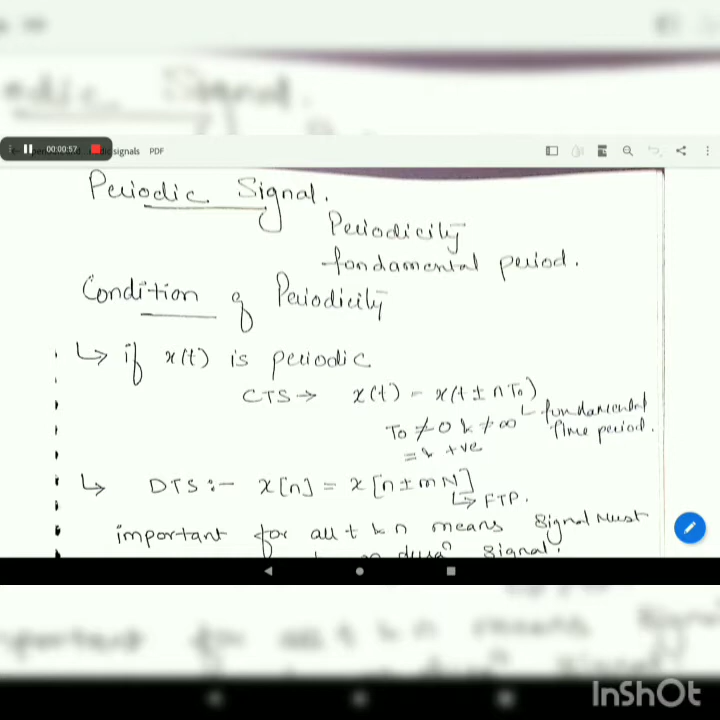 00:00:57
signals PDF
Periodic Signal.
Periodicity
fundamental period.
Condition of Periodicity
↳ if x(t) is periodic
CTS → x(t) = x(t ± nT₀)
T₀ ≠ 0 & ≠ ∞
fundamental
time period.
= & +ve
↳ DTS:- x[n] = x[n±mN]
↳ FTP.
important for all t & n means Signal Must
signal.
InShOt